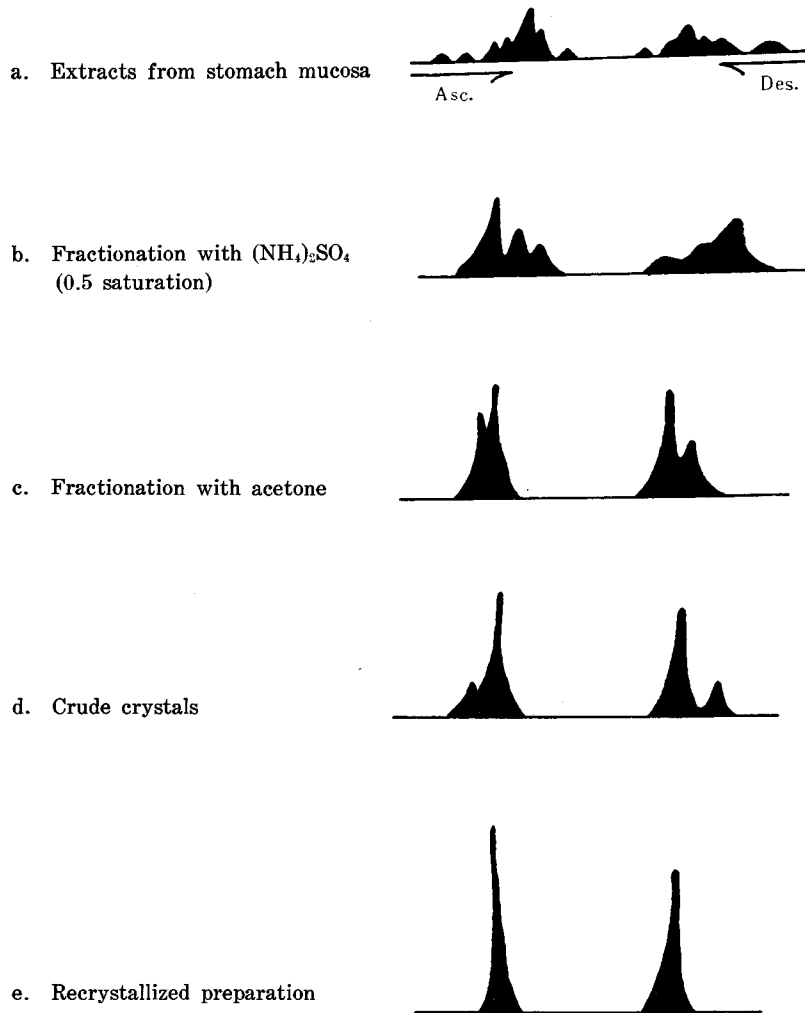 a. Extracts from stomach mucosa
Asc.
Des.
b. Fractionation with (NH₄)₂SO₄
(0.5 saturation)
c. Fractionation with acetone
d. Crude crystals
e. Recrystallized preparation